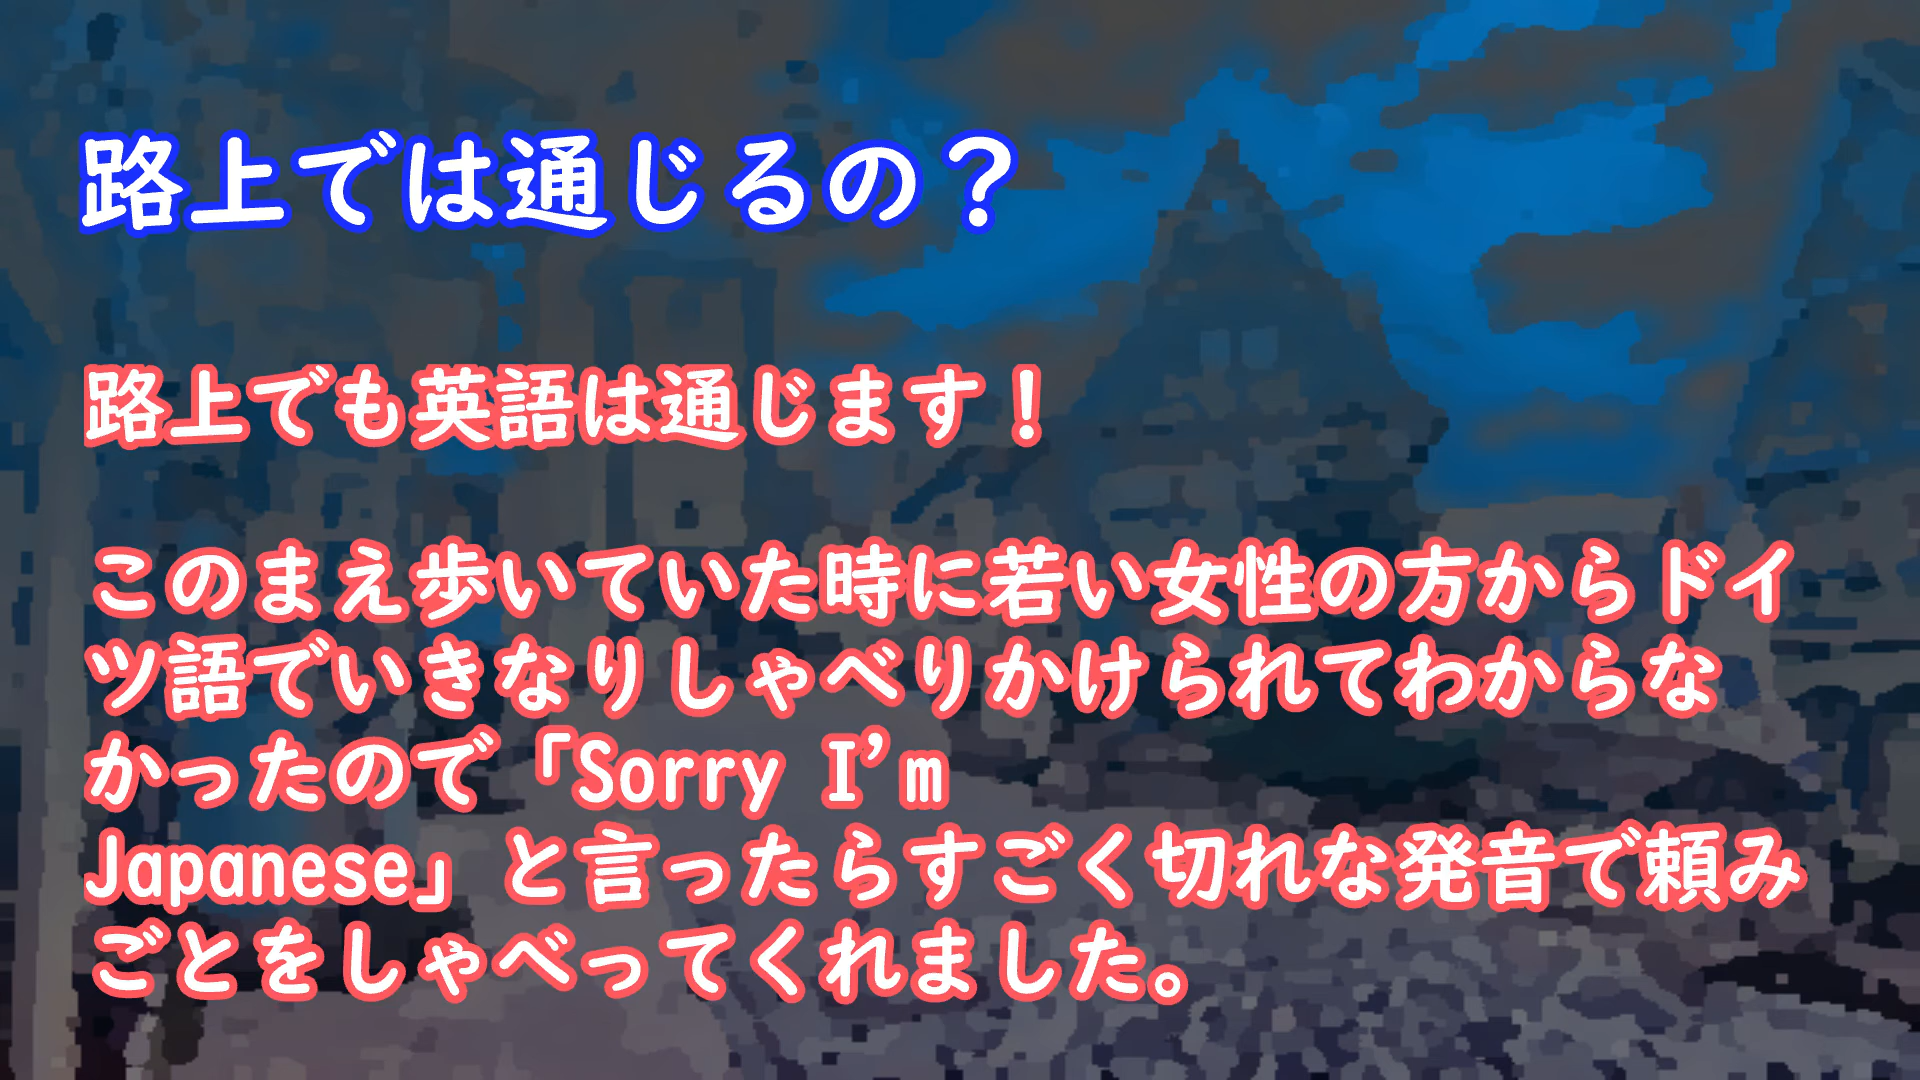 路上では通じるの？
路上でも英語は通じます！
このまえ歩いていた時に若い女性の方からドイ
ツ語でいきなりしゃべりかけられてわからな
かったので「Sorry I'm
Japanese」と言ったらすごく切れな発音で頼み
ごとをしゃべってくれました。